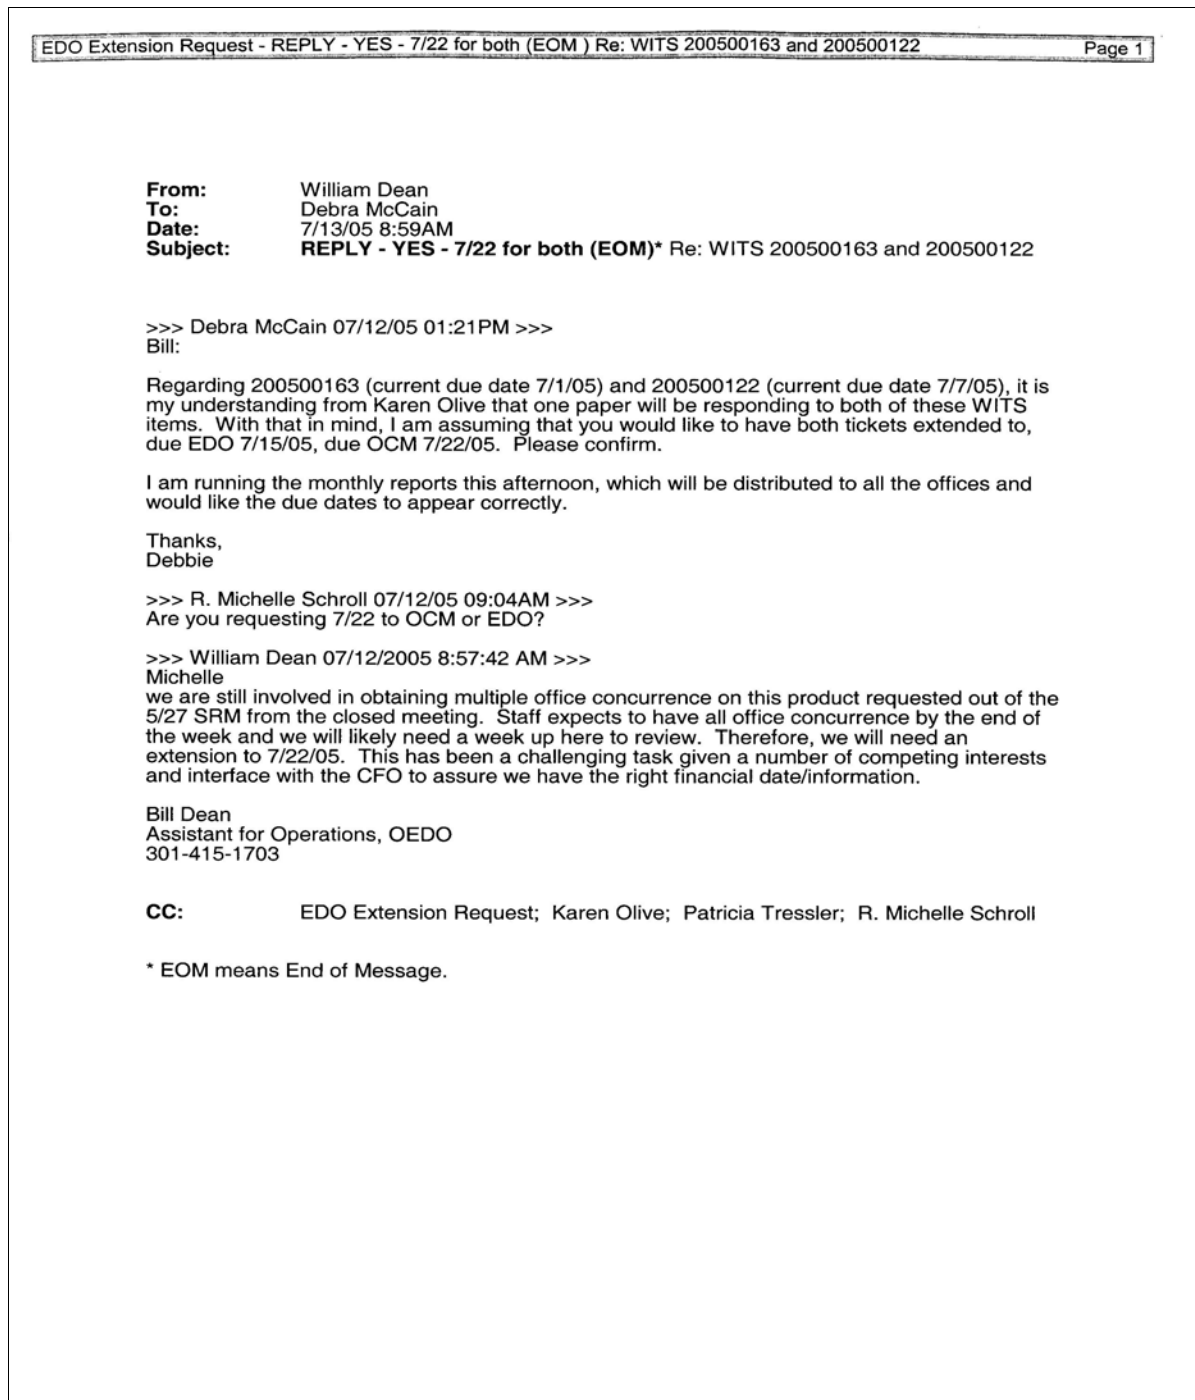 EDO Extension Request - REPLY - YES - 7/22 for both (EOM ) Re: WITS 200500163 and 200500122 Page 1
From: William Dean
To: Debra McCain
Date: 7/13/05 8:59AM
Subject: REPLY - YES - 7/22 for both (EOM)* Re: WITS 200500163 and 200500122
>>> Debra McCain 07/12/05 01:21PM >>>
Bill:
Regarding 200500163 (current due date 7/1/05) and 200500122 (current due date 7/7/05), it is
my understanding from Karen Olive that one paper will be responding to both of these WITS
items. With that in mind, I am assuming that you would like to have both tickets extended to,
due EDO 7/15/05, due OCM 7/22/05. Please confirm.
I am running the monthly reports this afternoon, which will be distributed to all the offices and
would like the due dates to appear correctly.
Thanks,
Debbie
>>> R. Michelle Schroll 07/12/05 09:04AM >>>
Are you requesting 7/22 to OCM or EDO?
>>> William Dean 07/12/2005 8:57:42 AM >>>
Michelle
we are still involved in obtaining multiple office concurrence on this product requested out of the
5/27 SRM from the closed meeting. Staff expects to have all office concurrence by the end of
the week and we will likely need a week up here to review. Therefore, we will need an
extension to 7/22/05. This has been a challenging task given a number of competing interests
and interface with the CFO to assure we have the right financial date/information.
Bill Dean
Assistant for Operations, OEDO
301-415-1703
CC: EDO Extension Request; Karen Olive; Patricia Tressler; R. Michelle Schroll
* EOM means End of Message.